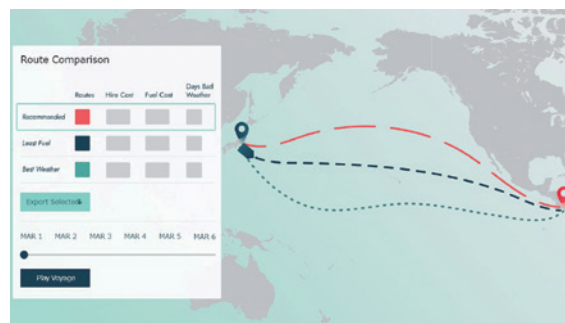 Route Comparison
Routes Hire Cost Fuel Cost Days Bad
Weather
Recommended
Least Fuel
Best Weather
Export Selected
MAR 1 MAR 2 MAR 3 MAR 4 MAR 5 MAR 6
Play Voyage